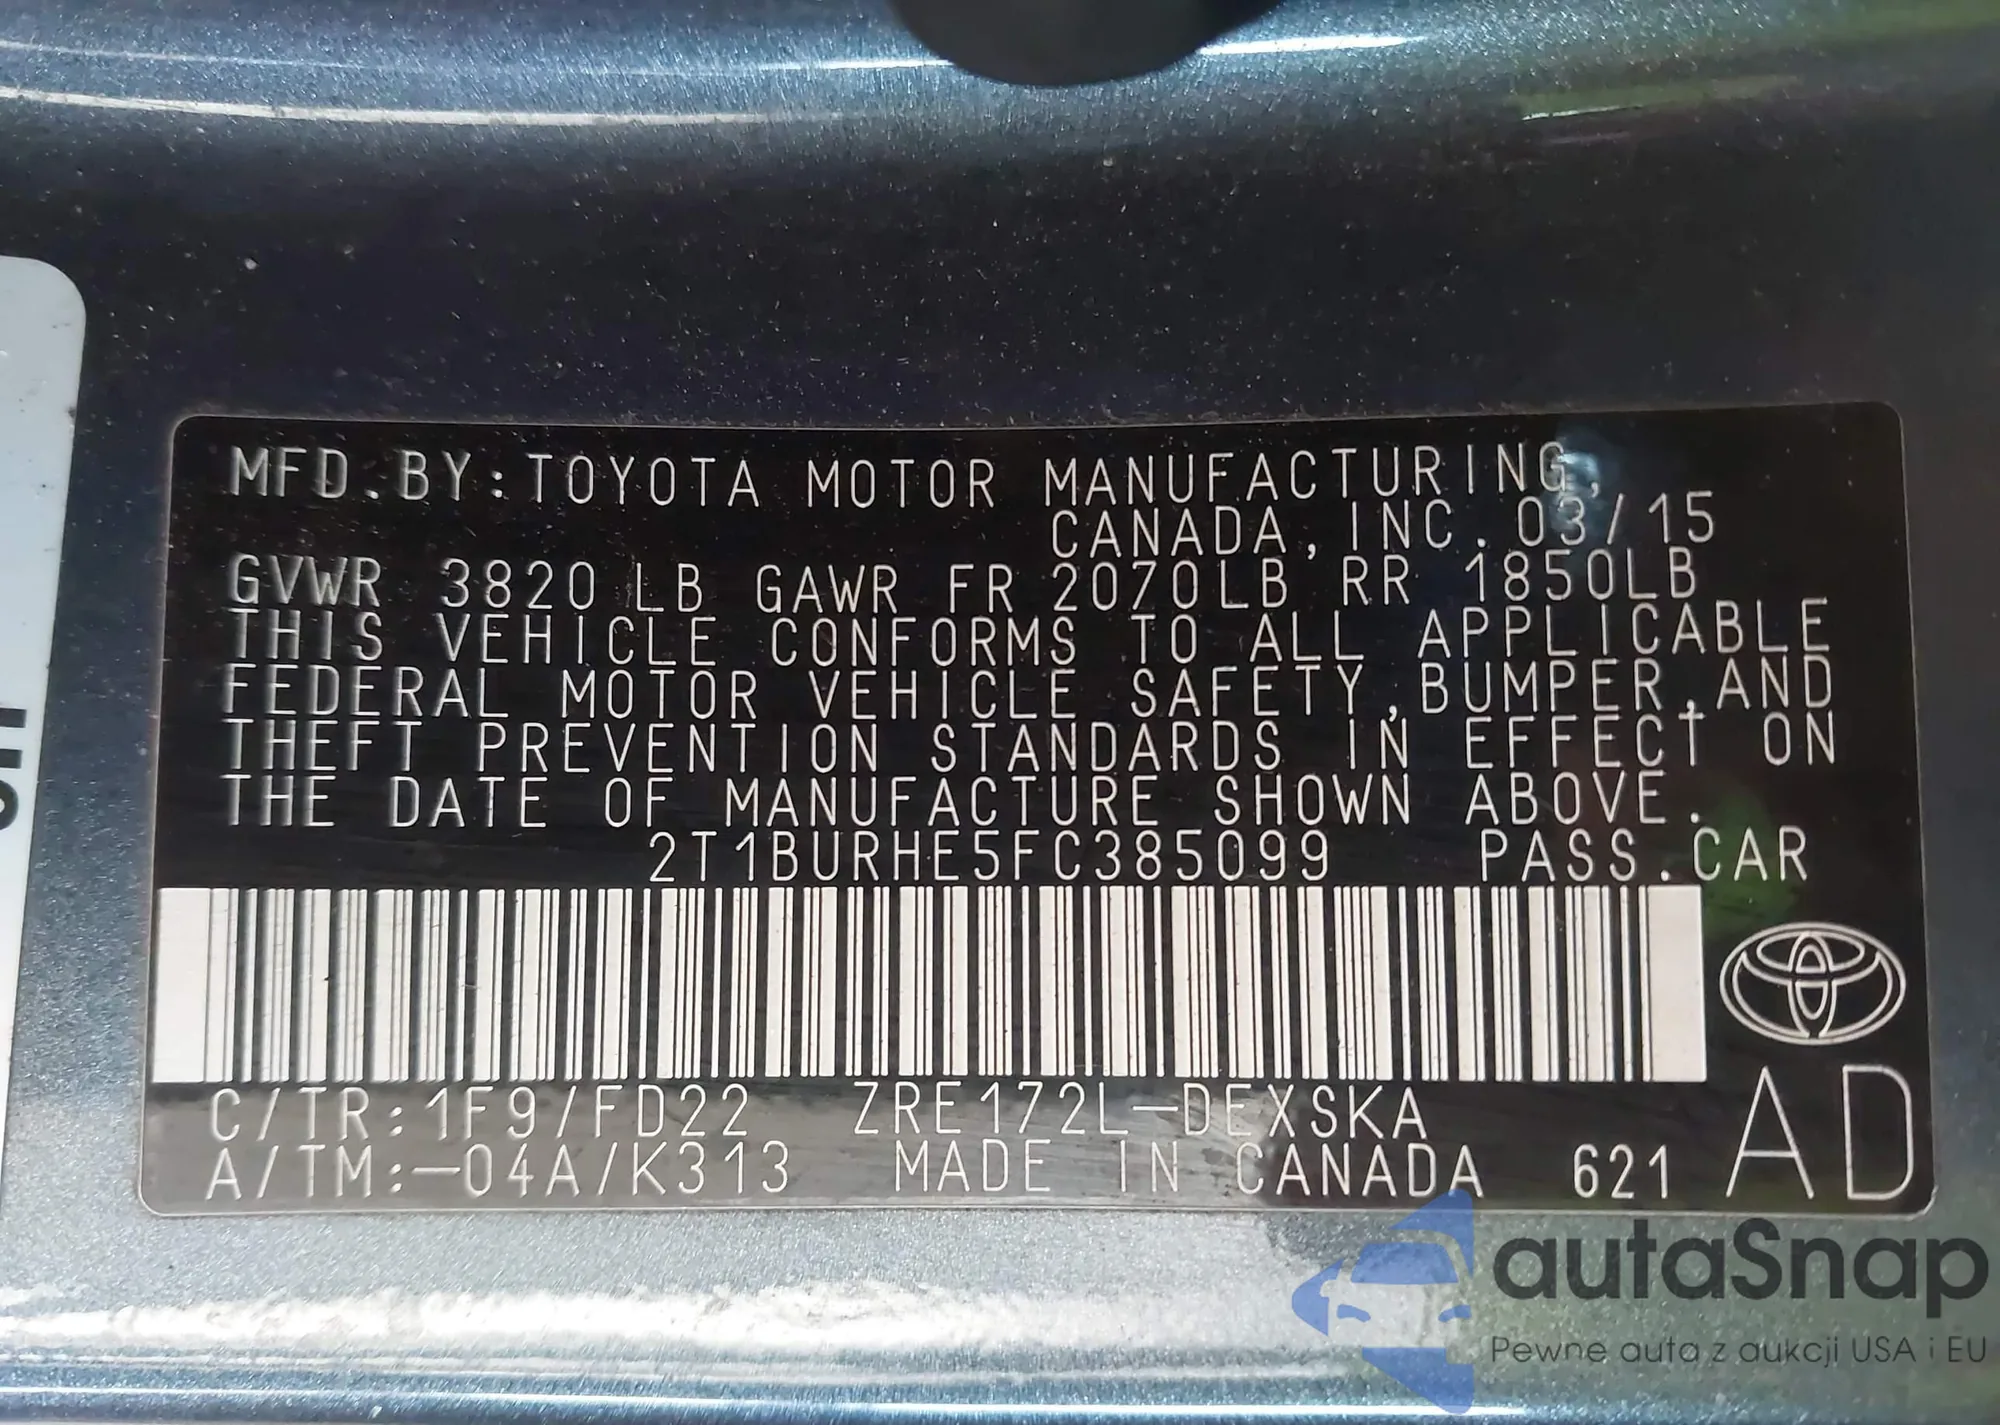 MFD.BY:TOYOTA MOTOR MANUFACTURING,
CANADA, INC. 03/15
GVWR 3820 LB GAWR FR 2070LB RR 1850LB
THIS VEHICLE CONFORMS TO ALL APPLICABLE
FEDERAL MOTOR VEHICLE SAFETY,BUMPER,AND
THEFT PREVENTION STANDARDS IN EFFECT ON
THE DATE OF MANUFACTURE SHOWN ABOVE.
2T1BURHE5FC385099 PASS.CAR
C/TR:1F9/FD22 ZRE172L-DEXSKA
A/TM:-04A/K313 MADE IN CANADA 621
AD
autaSnap
Pewne auta z aukcji USA i EU